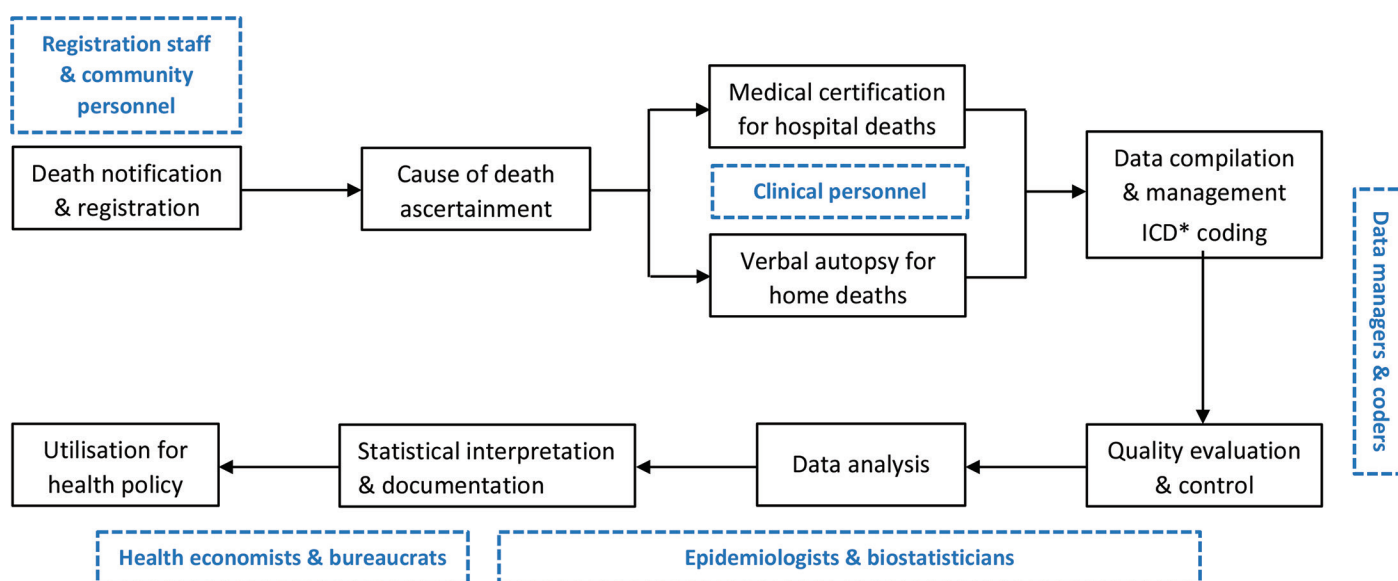 Registration staff
& community
personnel
Death notification
& registration
Cause of death
ascertainment
Medical certification
for hospital deaths
Clinical personnel
Verbal autopsy for
home deaths
Data compilation
& management
ICD* coding
Data managers & coders
Utilisation for
health policy
Statistical interpretation
& documentation
Data analysis
Quality evaluation
& control
Health economists & bureaucrats
Epidemiologists & biostatisticians